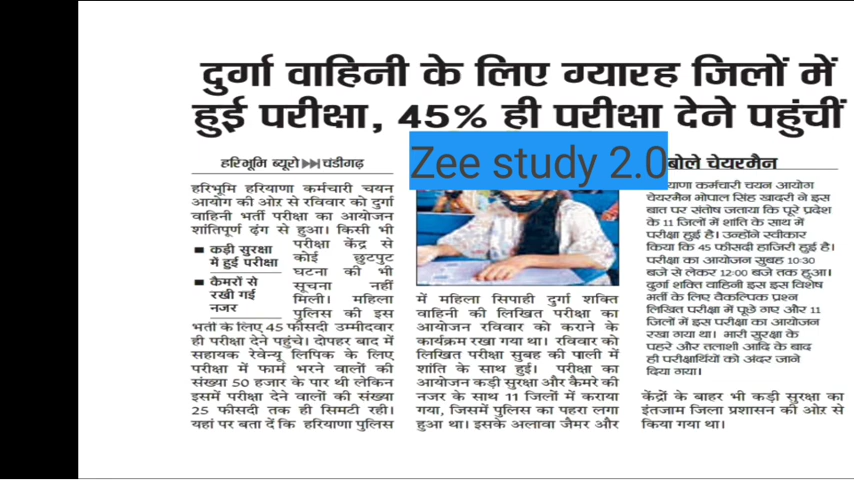 दुर्गा वाहिनी के लिए ग्यारह जिलों में
हुई परीक्षा, 45% ही परीक्षा देने पहुंचीं
हरिभूमि ब्यूरो ▶▶ चंडीगढ़
हरिभूमि हरियाणा कर्मचारी चयन
आयोग की ओर से रविवार को दुर्गा
वाहिनी भर्ती परीक्षा का आयोजन
शांतिपूर्ण ढ़ंग से हुआ। किसी भी
परीक्षा केंद्र से
कोई छुटपुट
घटना की भी
सूचना नहीं
मिली। महिला
पुलिस की इस
■ कड़ी सुरक्षा
में हुई परीक्षा
■ कैमरों से
रखी गई
नजर
भर्ती के लिए 45 फीसदी उम्मीदवार
ही परीक्षा देने पहुंचे। दोपहर बाद में
सहायक रेवेन्यू लिपिक के लिए
परीक्षा में फार्म भरने वालों की
संख्या 50 हजार के पार थी लेकिन
इसमें परीक्षा देने वालों की संख्या
25 फीसदी तक ही सिमटी रही।
यहां पर बता दें कि हरियाणा पुलिस
Zee study 2.0
में महिला सिपाही दुर्गा शक्ति
वाहिनी की लिखित परीक्षा का
आयोजन रविवार को कराने के
कार्यक्रम रखा गया था। रविवार को
लिखित परीक्षा सुबह की पाली में
शांति के साथ हुई। परीक्षा का
आयोजन कड़ी सुरक्षा और कैमरे की
नजर के साथ 11 जिलों में कराया
गया, जिसमें पुलिस का पहरा लगा
हुआ था। इसके अलावा जैमर और
बोले चेयरमैन
याणा कर्मचारी चयन आयोग
चेयरमैन भोपाल सिंह खादरी ने इस
बात पर संतोष जताया कि पूरे प्रदेश
के 11 जिलों में शांति के साथ में
परीक्षा हुई है। उन्होंने स्वीकार
किया कि 45 फीसदी हाजिरी हुई है।
परीक्षा का आयोजन सुबह 10:30
बजे से लेकर 12:00 बजे तक हुआ।
दुर्गा शक्ति वाहिनी इस इस विशेष
भर्ती के लिए वैकल्पिक प्रश्न
लिखित परीक्षा में पूछे गए और 11
जिलों में इस परीक्षा का आयोजन
रखा गया था। भारी सुरक्षा के
पहरे और तलाशी आदि के बाद
ही परीक्षार्थियों को अंदर जाने
दिया गया।
केंद्रों के बाहर भी कड़ी सुरक्षा का
इंतजाम जिला प्रशासन की ओर से
किया गया था।